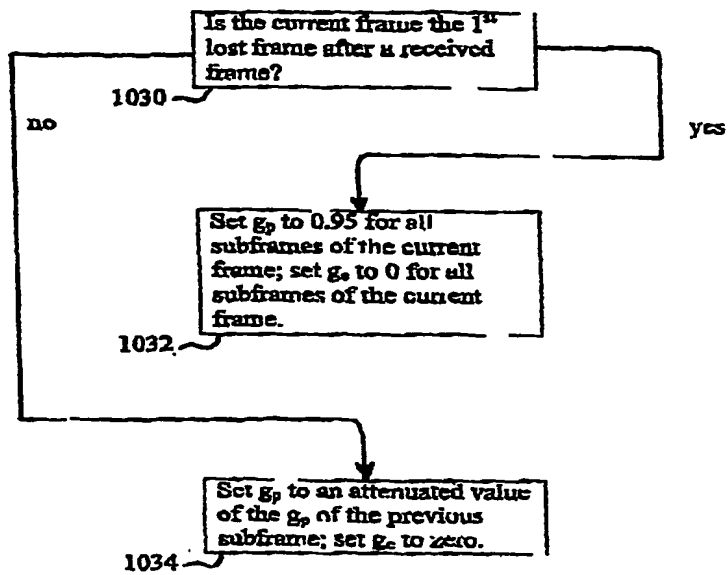 Is the current frame the 1st
lost frame after a received
frame?
1030
no
yes
Set gp to 0.95 for all
subframes of the current
frame; set gc to 0 for all
subframes of the current
frame.
1032
Set gp to an attenuated value
of the gp of the previous
subframe; set gc to zero.
1034